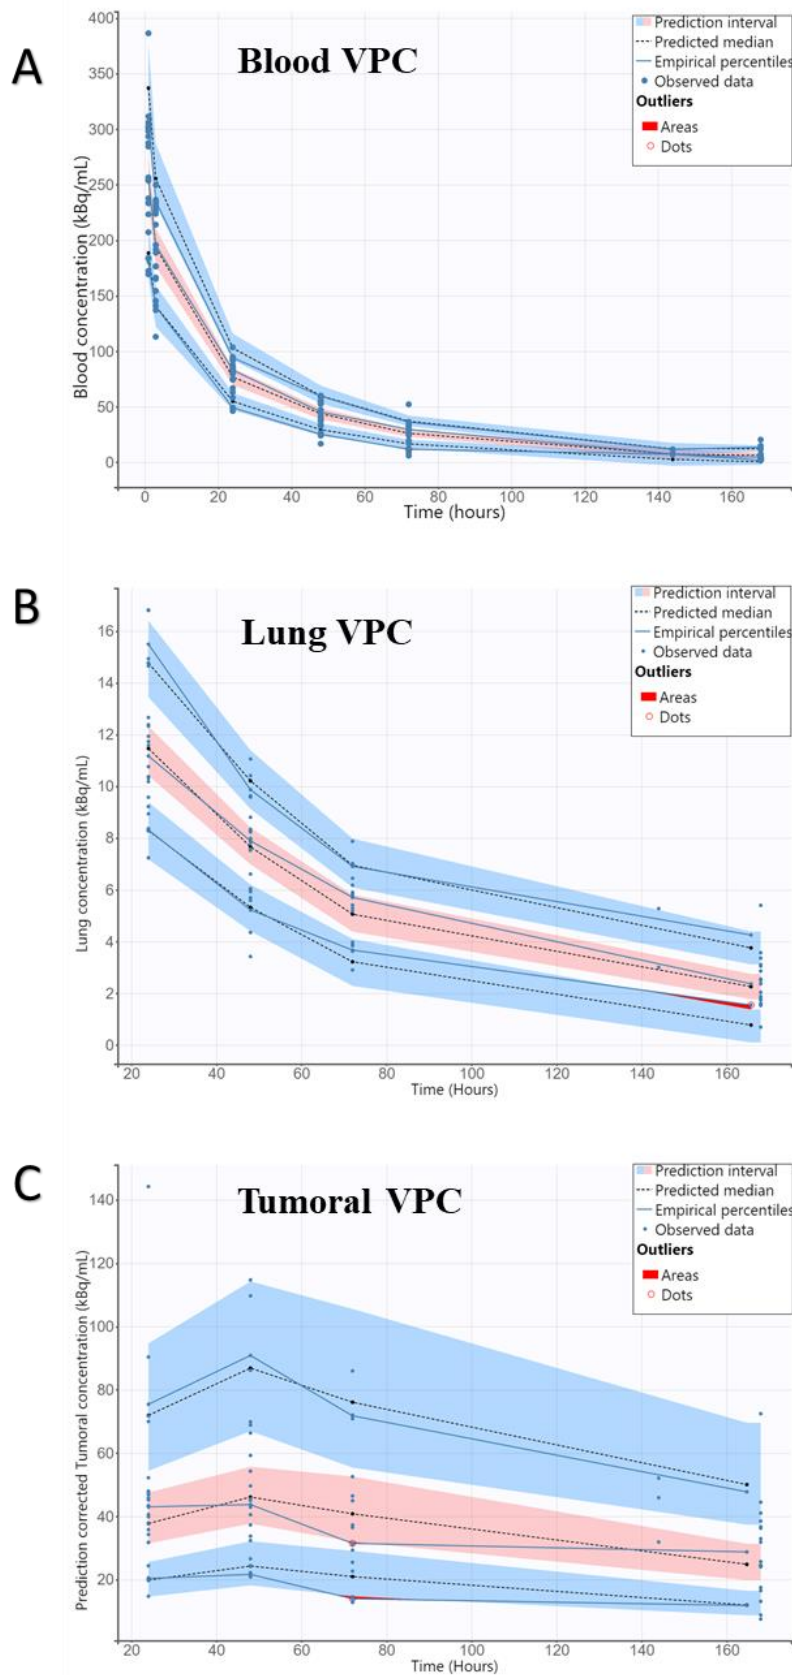 A
Blood VPC
Prediction interval
Predicted median
Empirical percentiles
Observed data
Outliers
Areas
Dots
Blood concentration (kBq/mL)
400
350
300
250
200
150
100
50
0
0 20 40 60 80 100 120 140 160
Time (hours)
B
Lung VPC
Prediction interval
Predicted median
Empirical percentiles
Observed data
Outliers
Areas
Dots
Lung concentration (kBq/mL)
16
14
12
10
8
6
4
2
0
20 40 60 80 100 120 140 160
Time (Hours)
C
Tumoral VPC
Prediction interval
Predicted median
Empirical percentiles
Observed data
Outliers
Areas
Dots
Prediction corrected Tumoral concentration (kBq/mL)
140
120
100
80
60
40
20
20 40 60 80 100 120 140 160
Time (Hours)